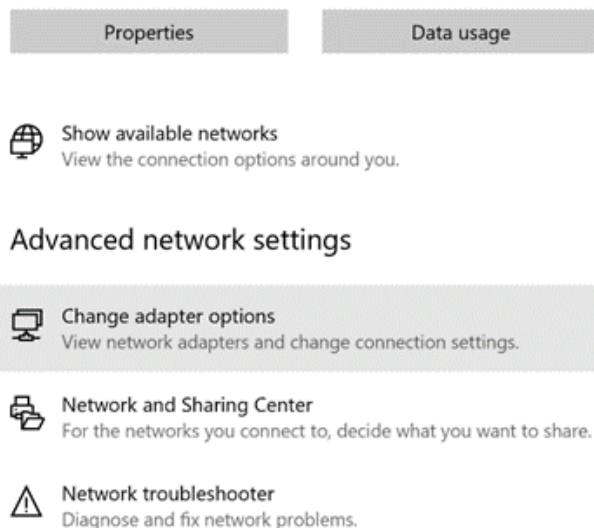 Properties
Data usage
Show available networks
View the connection options around you.
Advanced network settings
Change adapter options
View network adapters and change connection settings.
Network and Sharing Center
For the networks you connect to, decide what you want to share.
Network troubleshooter
Diagnose and fix network problems.